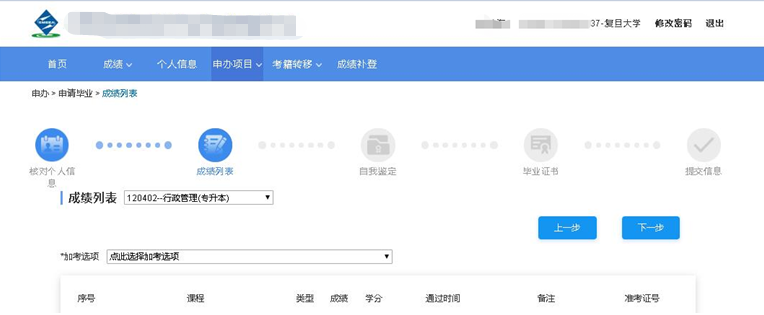 37-复旦大学 修改密码 退出
首页 成绩 个人信息 申办项目 考籍转移 成绩补登
申办 > 申请毕业 > 成绩列表
核对个人信息 成绩列表 自我鉴定 毕业证书 提交信息
成绩列表 120402--行政管理(专升本)
上一步 下一步
*加考选项 点此选择加考选项
序号 课程 类型 成绩 学分 通过时间 备注 准考证号